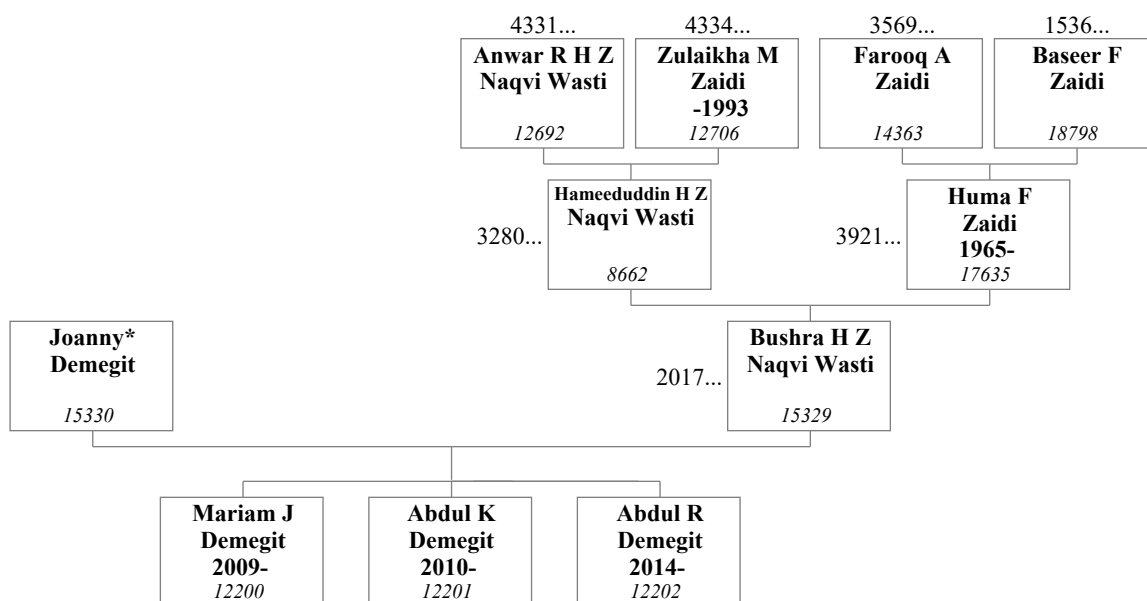 4331...
4334...
3569...
1536...
Anwar R H Z
Naqvi Wasti
12692
Zulaikha M
Zaidi
-1993
12706
Farooq A
Zaidi
14363
Baseer F
Zaidi
18798
3280...
Hameeduddin H Z
Naqvi Wasti
8662
3921...
Huma F
Zaidi
1965-
17635
Joanny*
Demegit
15330
2017...
Bushra H Z
Naqvi Wasti
15329
Mariam J
Demegit
2009-
12200
Abdul K
Demegit
2010-
12201
Abdul R
Demegit
2014-
12202